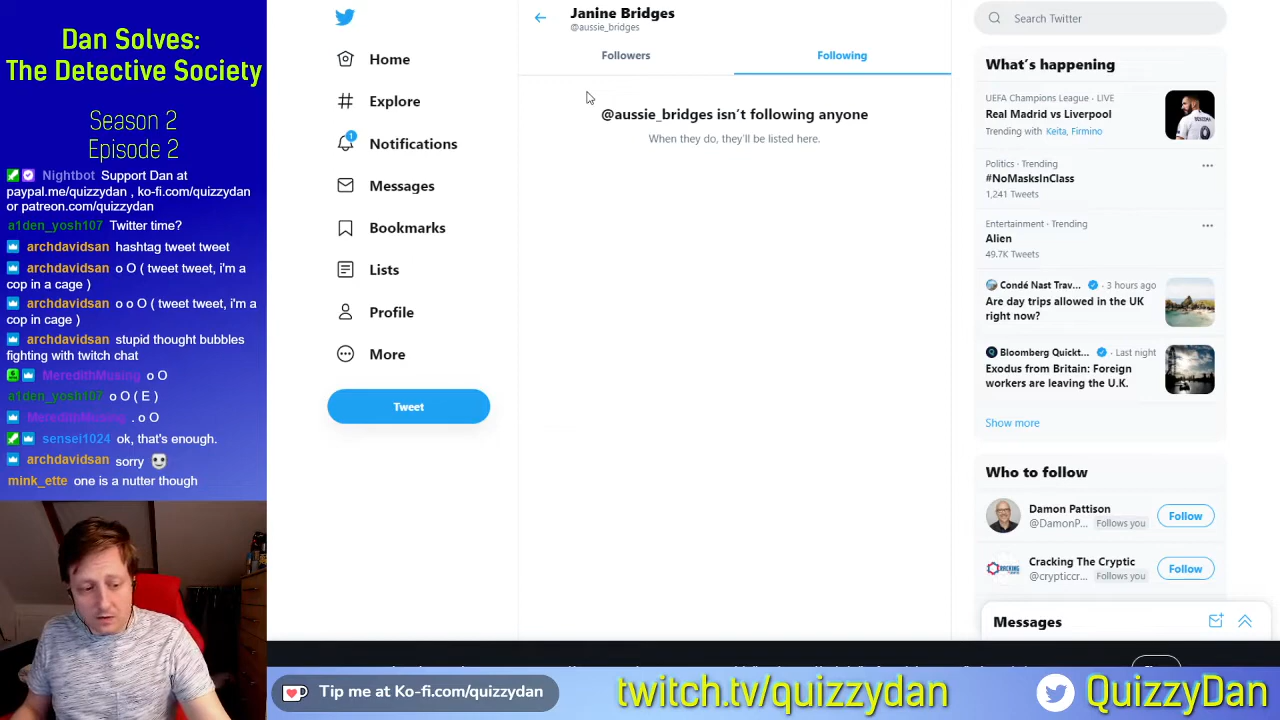 Dan Solves:
The Detective Society
Season 2
Episode 2
Nightbot Support Dan at
paypal.me/quizzydan , ko-fi.com/quizzydan
or patreon.com/quizzydan
a1den_yosh107 Twitter time?
archdavidsan hashtag tweet tweet
archdavidsan o O ( tweet tweet, i'm a
cop in a cage )
archdavidsan o o O ( tweet tweet, i'm a
cop in cage )
archdavidsan stupid thought bubbles
fighting with twitch chat
MeredithMusing o O
a1den_yosh107 o O ( E )
MeredithMusing . o O
sensei1024 ok, that's enough.
archdavidsan sorry
mink_ette one is a nutter though
Home
Explore
1
Notifications
Messages
Bookmarks
Lists
Profile
More
Tweet
Janine Bridges
@aussie_bridges
Followers
Following
@aussie_bridges isn't following anyone
When they do, they'll be listed here.
Search Twitter
What's happening
UEFA Champions League · LIVE
Real Madrid vs Liverpool
Trending with Keita, Firmino
Politics · Trending
#NoMasksInClass
1,241 Tweets
Entertainment · Trending
Alien
49.7K Tweets
Condé Nast Trav... · 3 hours ago
Are day trips allowed in the UK
right now?
Bloomberg Quickt... · Last night
Exodus from Britain: Foreign
workers are leaving the U.K.
Show more
Who to follow
Damon Pattison
@DamonP... Follows you
Follow
Cracking The Cryptic
@crypticcr... Follows you
Follow
Messages
Tip me at Ko-fi.com/quizzydan
twitch.tv/quizzydan
QuizzyDan